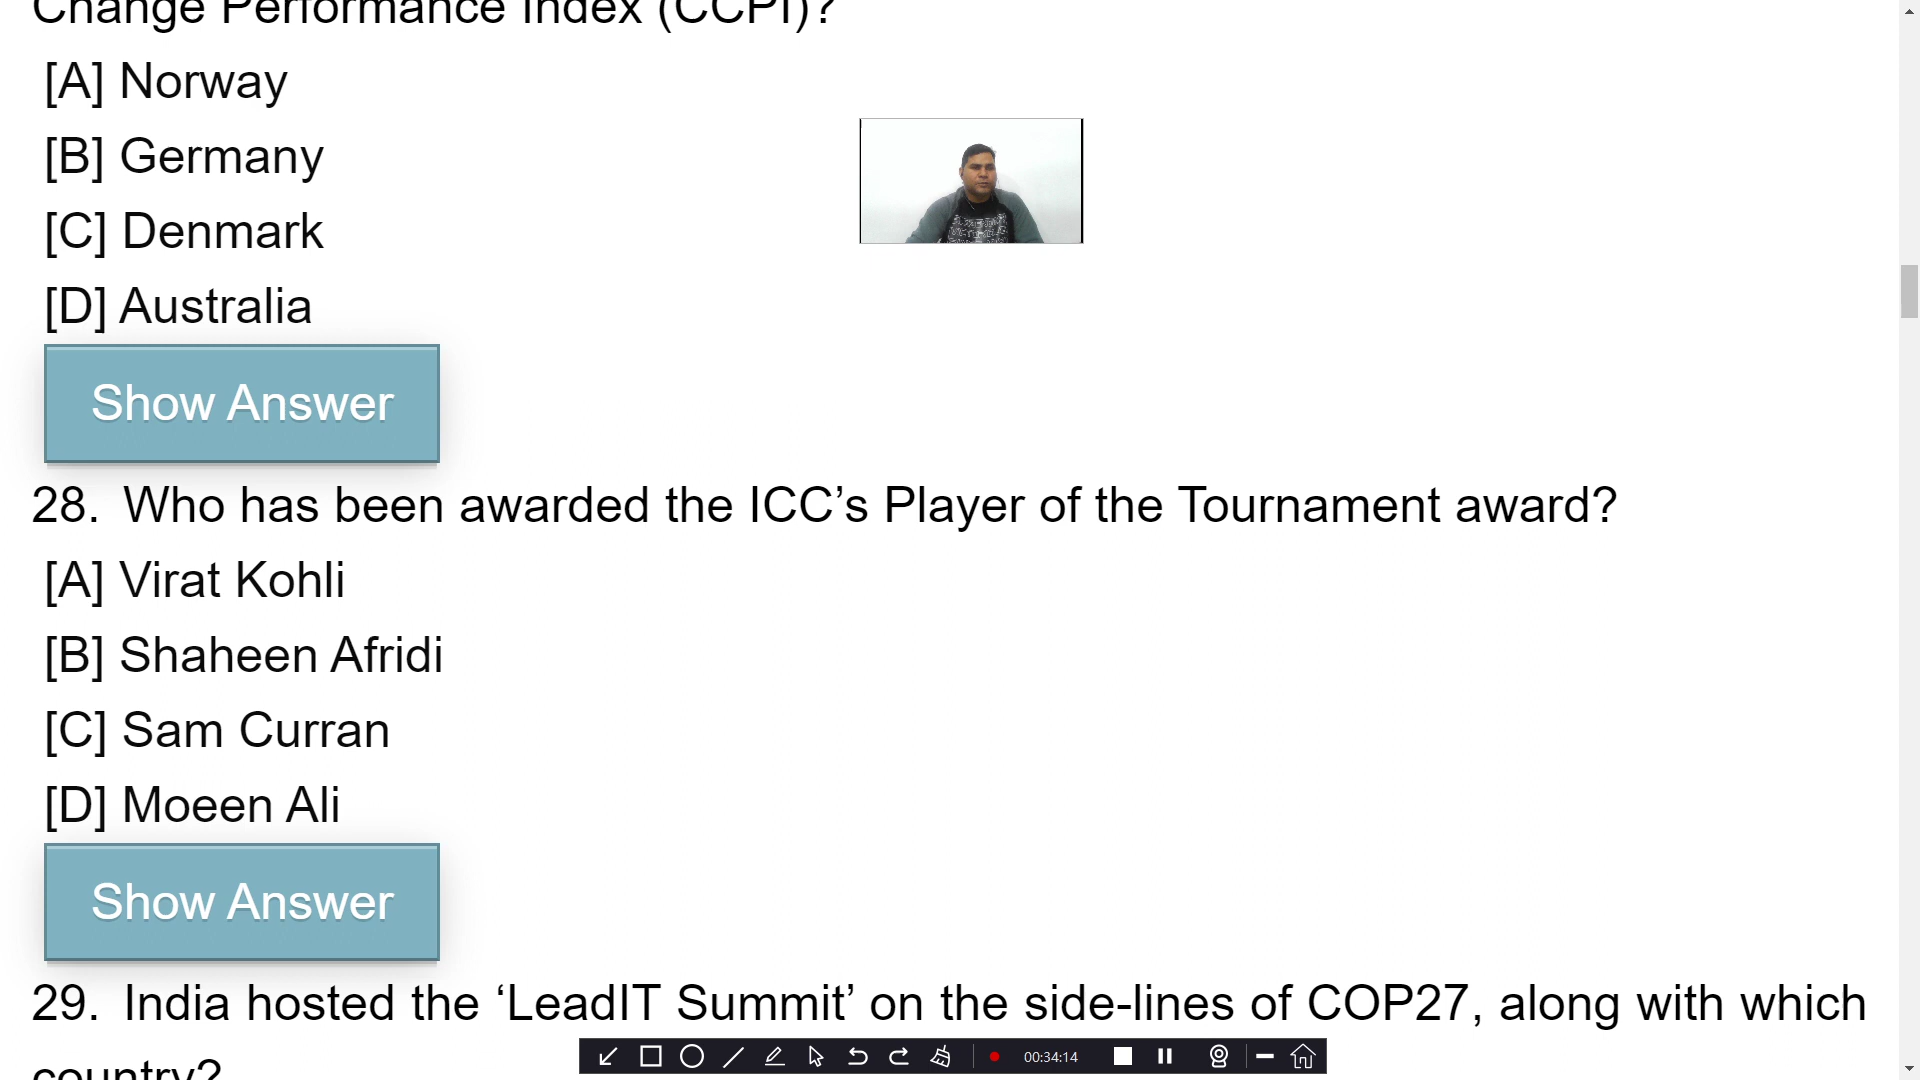 Change Performance Index (CCPI)?
[A] Norway
[B] Germany
[C] Denmark
[D] Australia
Show Answer
28. Who has been awarded the ICC’s Player of the Tournament award?
[A] Virat Kohli
[B] Shaheen Afridi
[C] Sam Curran
[D] Moeen Ali
Show Answer
29. India hosted the ‘LeadIT Summit’ on the side-lines of COP27, along with which
country?
00:34:14